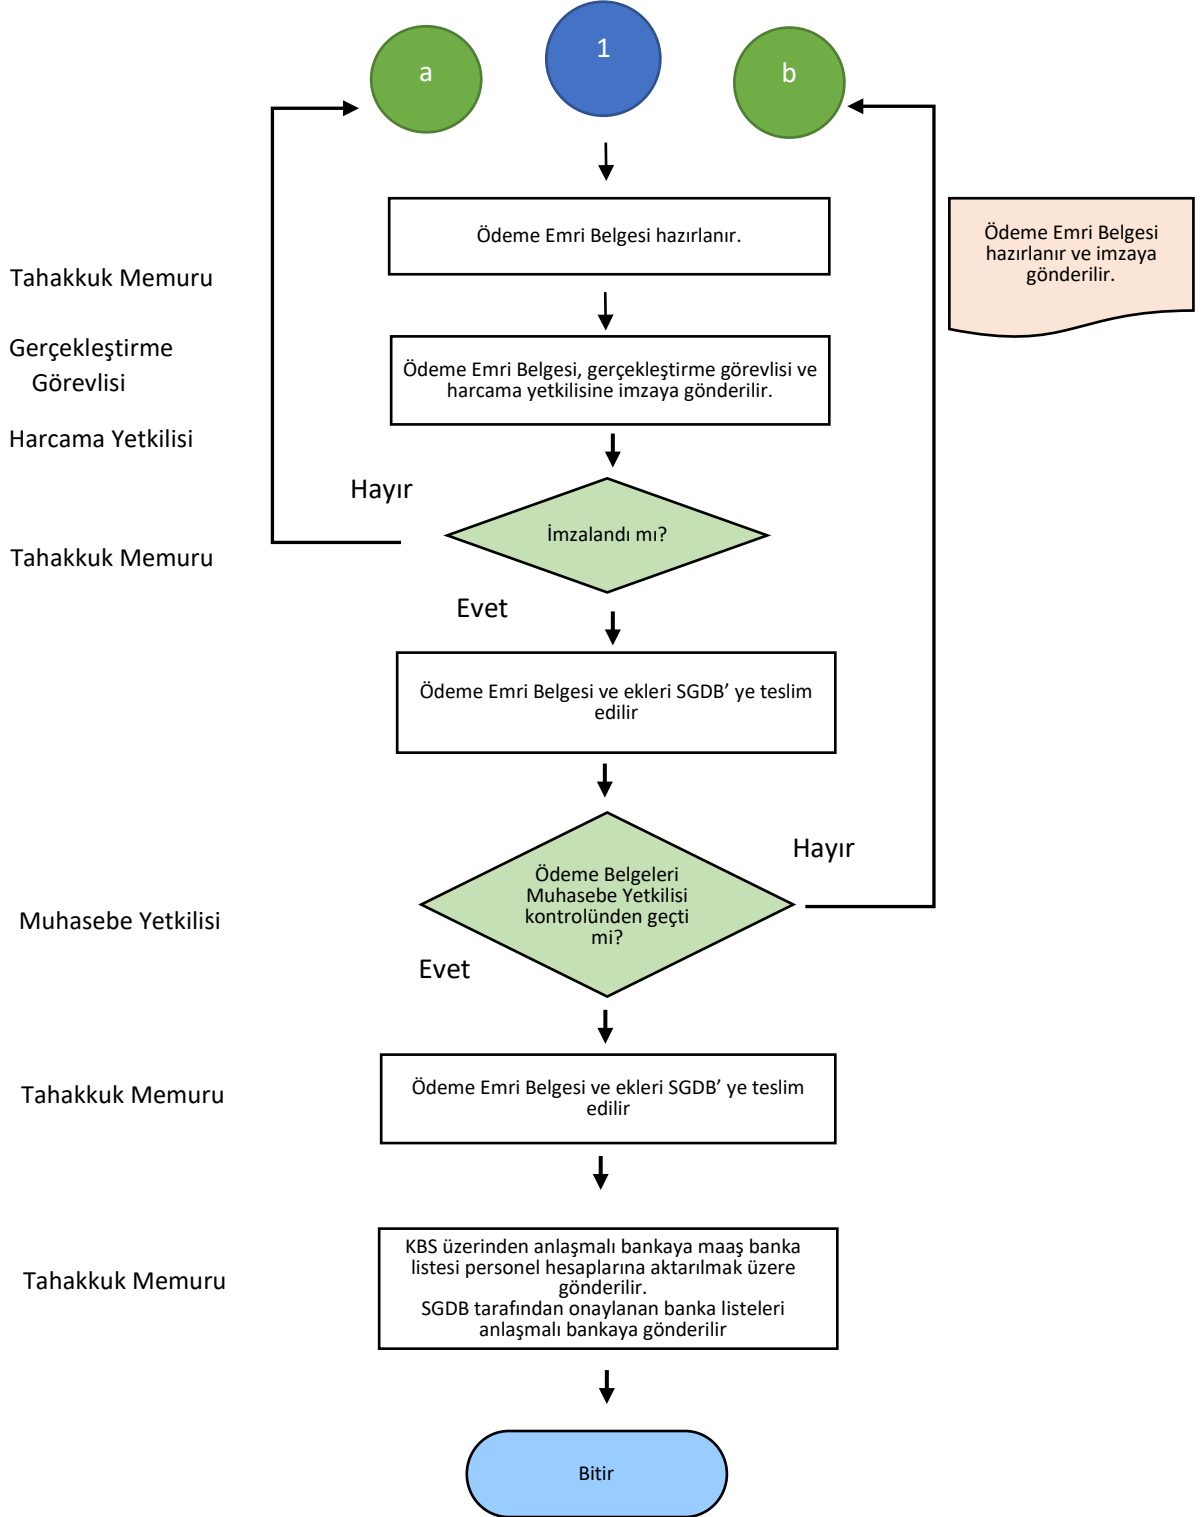 a
1
b
Ödeme Emri Belgesi hazırlanır.
Ödeme Emri Belgesi
hazırlanır ve imzaya
gönderilir.
Tahakkuk Memuru
Gerçekleştirme
Görevlisi
Ödeme Emri Belgesi, gerçekleştirme görevlisi ve
harcama yetkilisine imzaya gönderilir.
Harcama Yetkilisi
Hayır
İmzalandı mı?
Tahakkuk Memuru
Evet
Ödeme Emri Belgesi ve ekleri SGDB’ ye teslim
edilir
Hayır
Ödeme Belgeleri
Muhasebe Yetkilisi
kontrolünden geçti
mi?
Muhasebe Yetkilisi
Evet
Tahakkuk Memuru
Ödeme Emri Belgesi ve ekleri SGDB’ ye teslim
edilir
Tahakkuk Memuru
KBS üzerinden anlaşmalı bankaya maaş banka
listesi personel hesaplarına aktarılmak üzere
gönderilir.
SGDB tarafından onaylanan banka listeleri
anlaşmalı bankaya gönderilir
Bitir